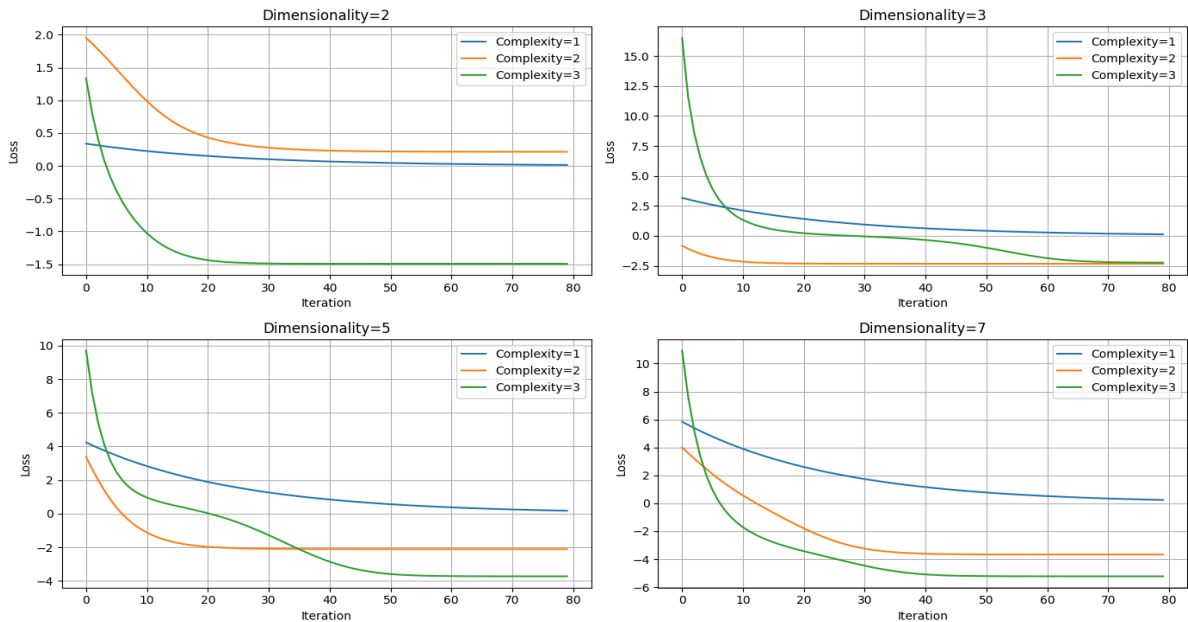 Dimensionality=2
2.0
1.5
1.0
0.5
0.0
−0.5
−1.0
−1.5
Loss
0 10 20 30 40 50 60 70 80
Iteration
Complexity=1
Complexity=2
Complexity=3
Dimensionality=3
15.0
12.5
10.0
7.5
5.0
2.5
0.0
−2.5
Loss
0 10 20 30 40 50 60 70 80
Iteration
Complexity=1
Complexity=2
Complexity=3
Dimensionality=5
10
8
6
4
2
0
−2
−4
Loss
0 10 20 30 40 50 60 70 80
Iteration
Complexity=1
Complexity=2
Complexity=3
Dimensionality=7
10
8
6
4
2
0
−2
−4
−6
Loss
0 10 20 30 40 50 60 70 80
Iteration
Complexity=1
Complexity=2
Complexity=3